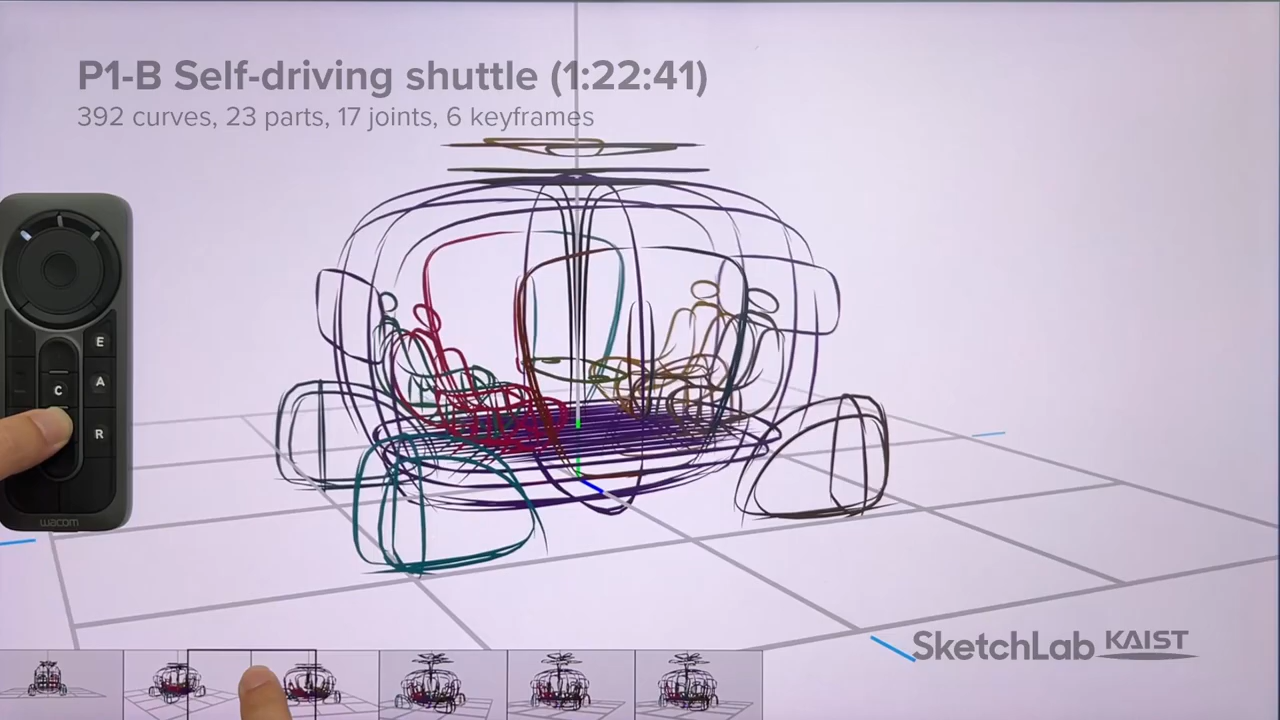 P1-B Self-driving shuttle (1:22:41)
392 curves, 23 parts, 17 joints, 6 keyframes
E
C
A
R
wacom
SketchLab KAIST